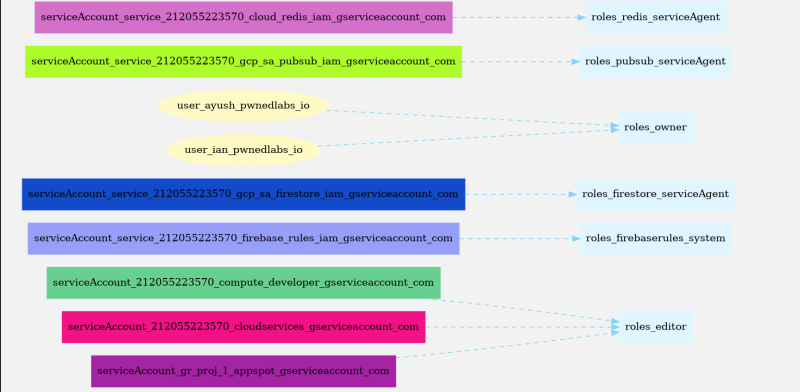 serviceAccount_service_212055223570_cloud_redis_iam_gserviceaccount_com
roles_redis_serviceAgent
serviceAccount_service_212055223570_gcp_sa_pubsub_iam_gserviceaccount_com
roles_pubsub_serviceAgent
user_ayush_pwnedlabs_io
roles_owner
user_ian_pwnedlabs_io
serviceAccount_service_212055223570_gcp_sa_firestore_iam_gserviceaccount_com
roles_firestore_serviceAgent
serviceAccount_service_212055223570_firebase_rules_iam_gserviceaccount_com
roles_firebaserules_system
serviceAccount_212055223570_compute_developer_gserviceaccount_com
serviceAccount_212055223570_cloudservices_gserviceaccount_com
roles_editor
serviceAccount_gr_proj_1_appspot_gserviceaccount_com